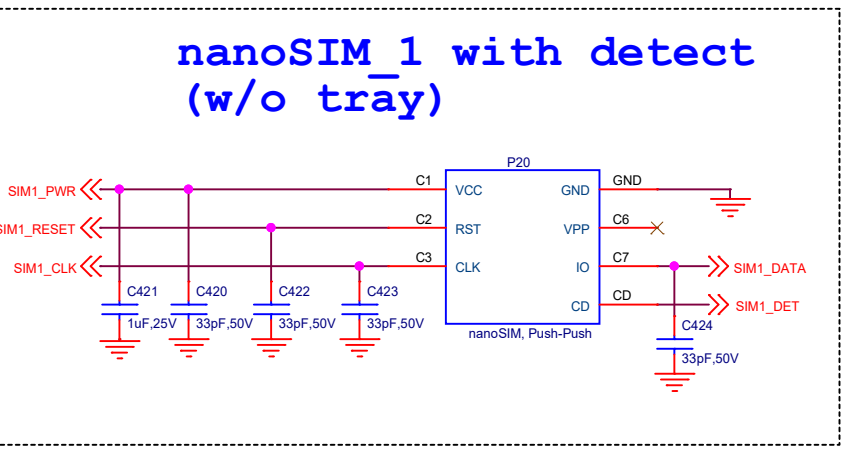 nanoSIM_1 with detect
(w/o tray)
P20
SIM1_PWR
C1
VCC
GND
GND
SIM1_RESET
C2
RST
VPP
C6
SIM1_CLK
C3
CLK
IO
C7
SIM1_DATA
CD
CD
SIM1_DET
C421
C420
C422
C423
1uF,25V
33pF,50V
33pF,50V
33pF,50V
nanoSIM, Push-Push
C424
33pF,50V